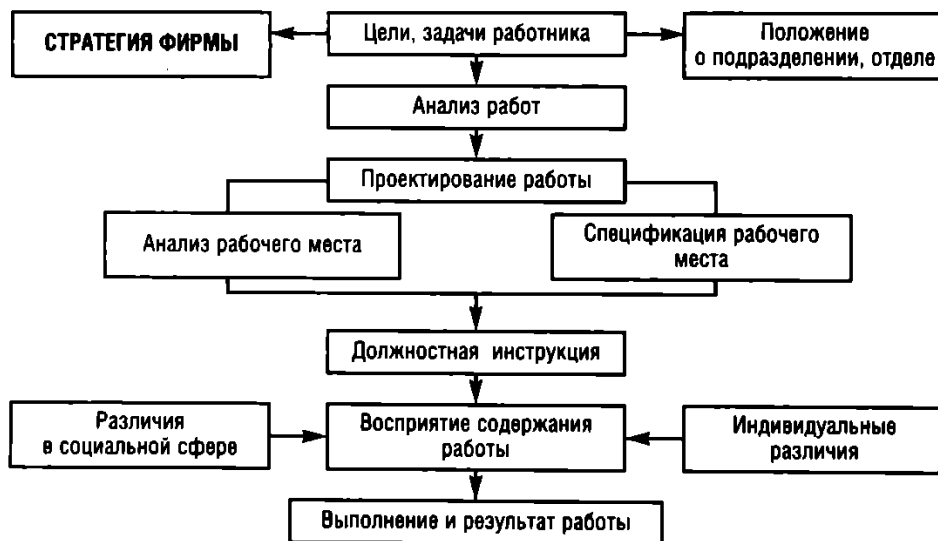 СТРАТЕГИЯ ФИРМЫ
Цели, задачи работника
Положение
о подразделении, отделе
Анализ работ
Проектирование работы
Анализ рабочего места
Спецификация рабочего
места
Должностная инструкция
Различия
в социальной сфере
Восприятие содержания
работы
Индивидуальные
различия
Выполнение и результат работы